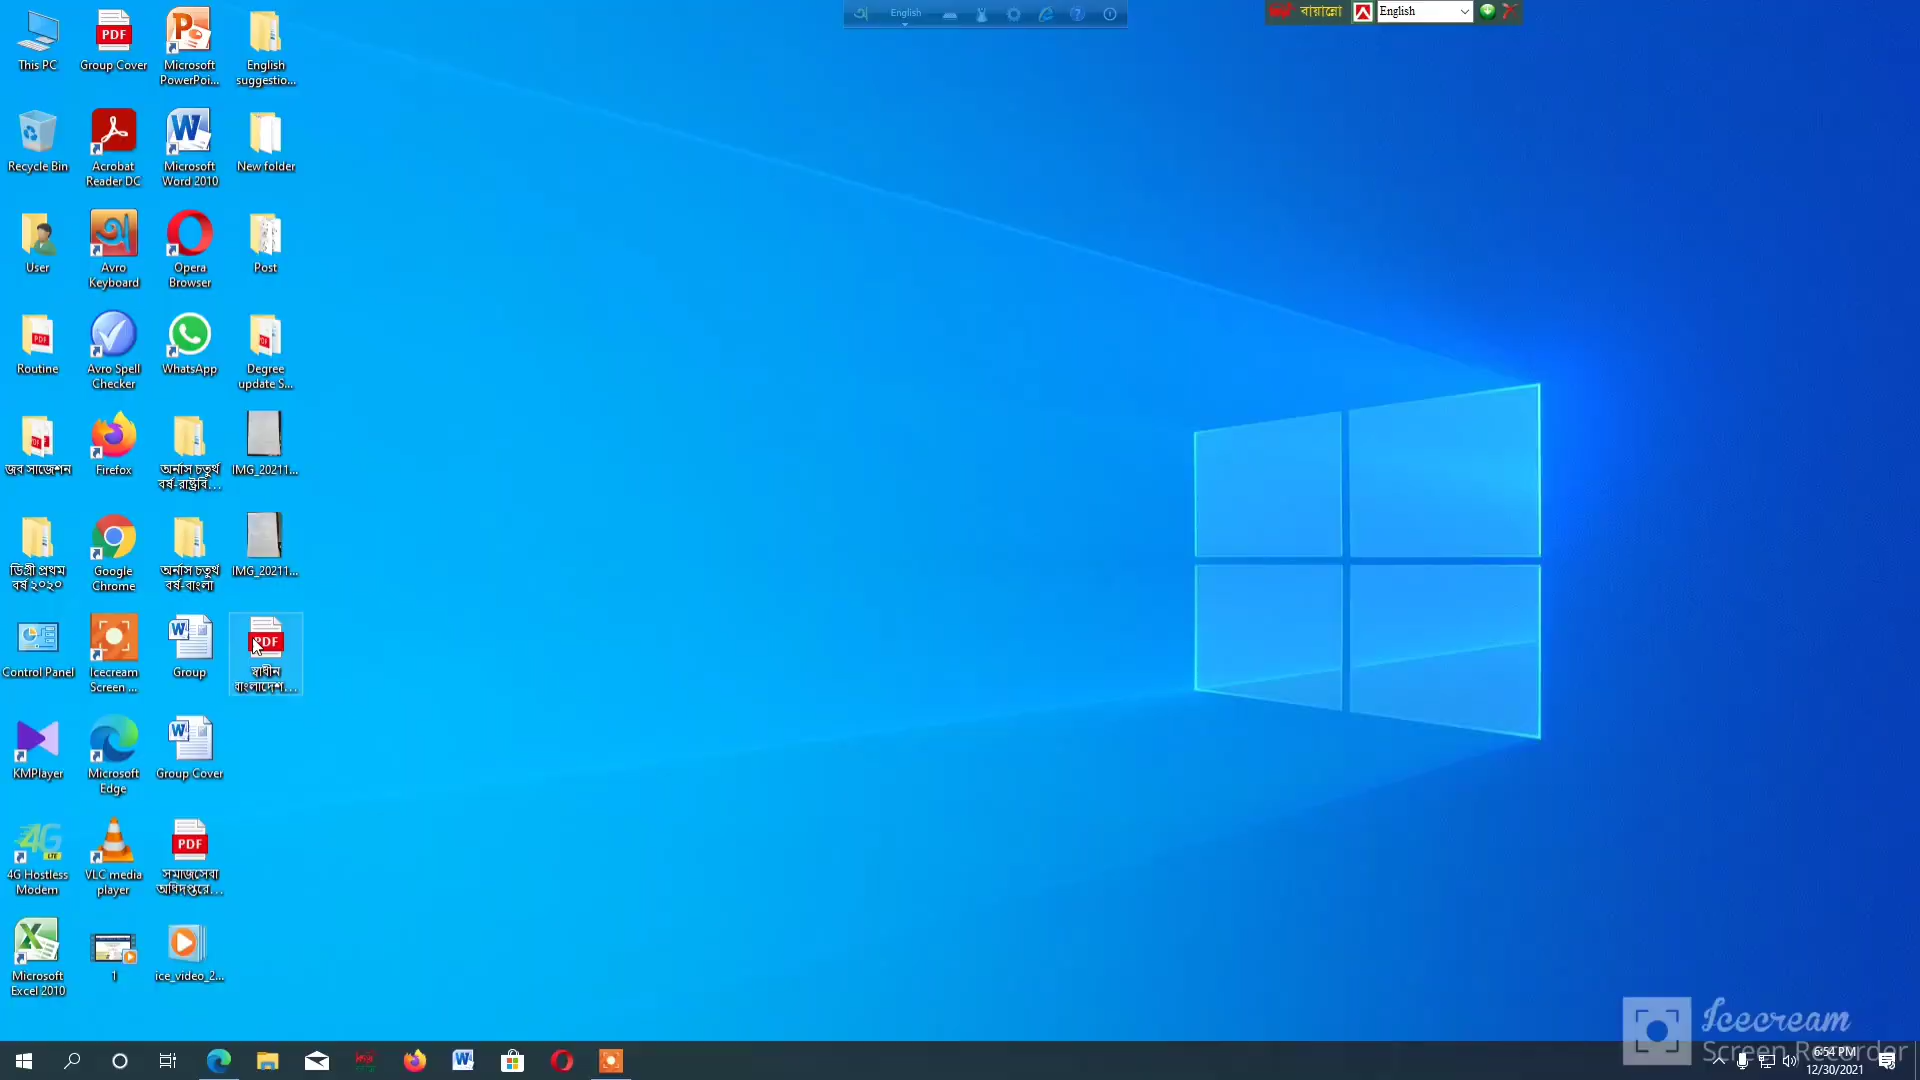 English
বায়ান্নো
English
This PC
Group Cover
Microsoft
PowerPoi...
English
suggestio...
Recycle Bin
Acrobat
Reader DC
Microsoft
Word 2010
New folder
User
Avro
Keyboard
Opera
Browser
Post
Routine
Avro Spell
Checker
WhatsApp
Degree
update S...
জব সাজেশন
Firefox
অর্নাস চতুর্থ
বর্ষ-রাষ্ট্রবি...
IMG_20211...
ডিগ্রী প্রথম
বর্ষ ২০২০
Google
Chrome
অর্নাস চতুর্থ
বর্ষ-বাংলা
IMG_20211...
Control Panel
Icecream
Screen ...
Group
PDF
স্বাধীন
বাংলাদেশ...
KMPlayer
Microsoft
Edge
Group Cover
4G Hostless
Modem
VLC media
player
PDF
সমাজসেবা
অধিদপ্তরে...
Microsoft
Excel 2010
1
ice_video_2...
Icecream
Screen Recorder
6:54 PM
12/30/2021